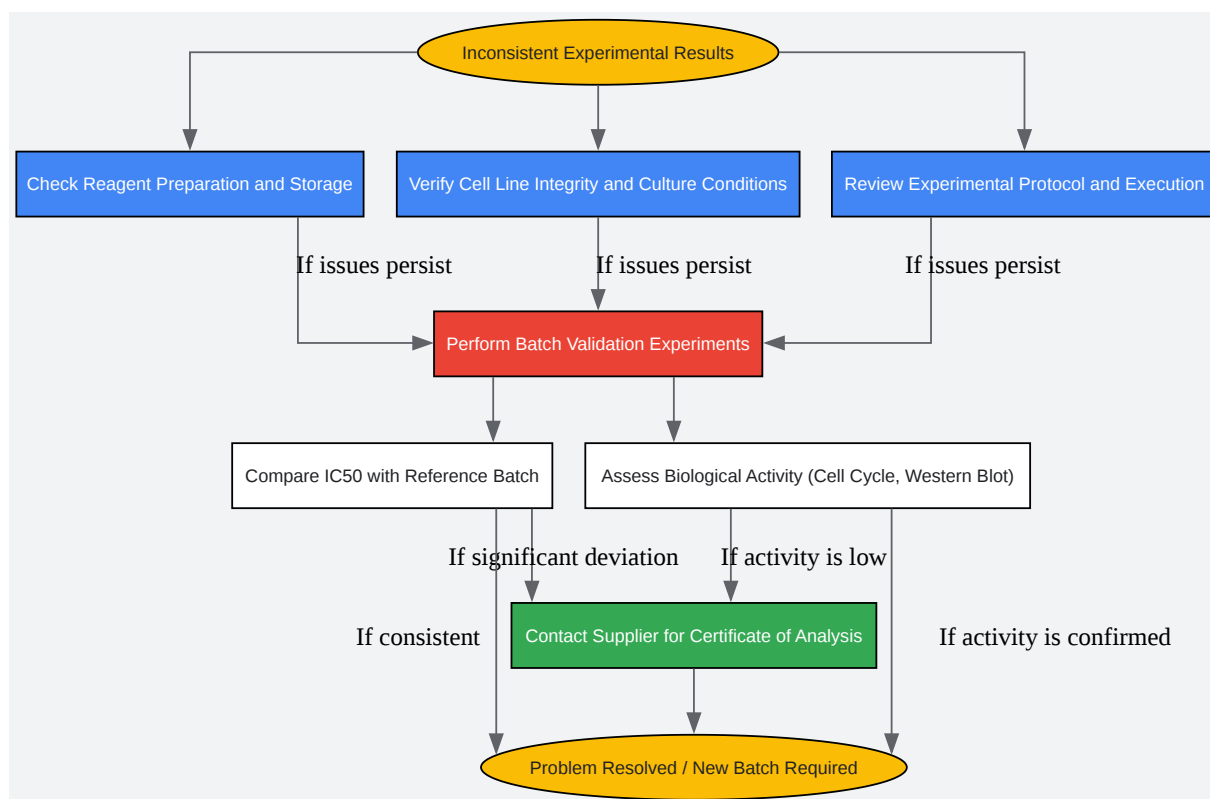 Inconsistent Experimental Results
Check Reagent Preparation and Storage
Verify Cell Line Integrity and Culture Conditions
Review Experimental Protocol and Execution
If issues persist
If issues persist
If issues persist
Perform Batch Validation Experiments
Compare IC50 with Reference Batch
Assess Biological Activity (Cell Cycle, Western Blot)
If significant deviation
If activity is low
If consistent
Contact Supplier for Certificate of Analysis
If activity is confirmed
Problem Resolved / New Batch Required